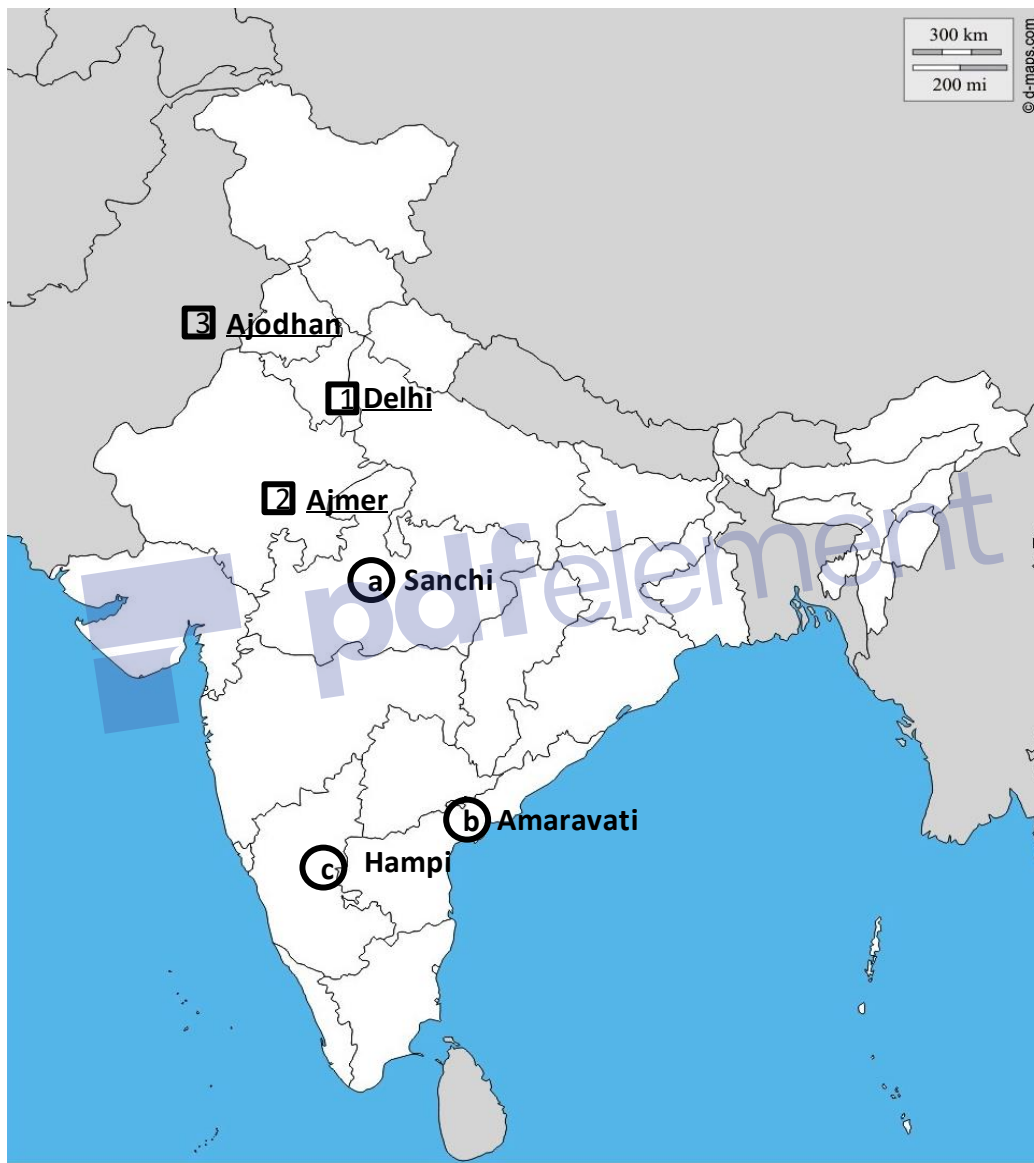 300 km
200 mi
© d-maps.com
3 Ajodhan
1 Delhi
2 Ajmer
a Sanchi
pdfelement
b Amaravati
c Hampi